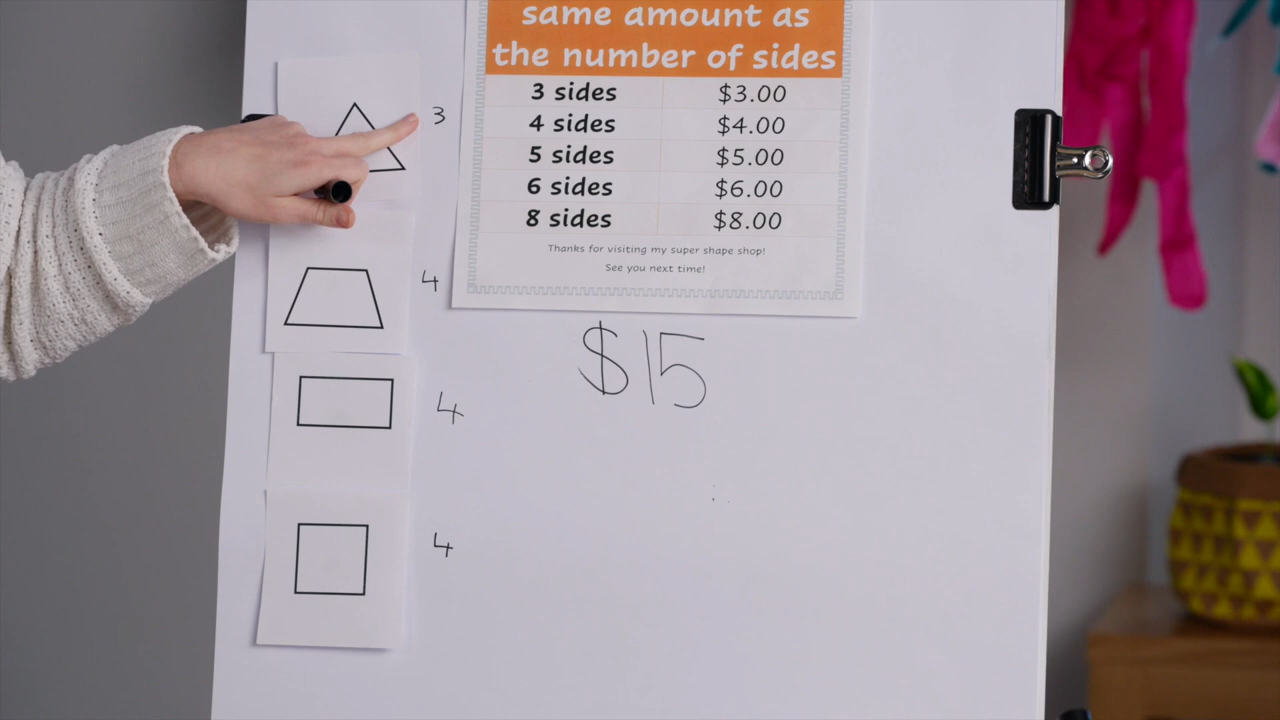 same amount as
the number of sides
3 sides $3.00
4 sides $4.00
5 sides $5.00
6 sides $6.00
8 sides $8.00
Thanks for visiting my super shape shop!
See you next time!
3
4
4
4
$15